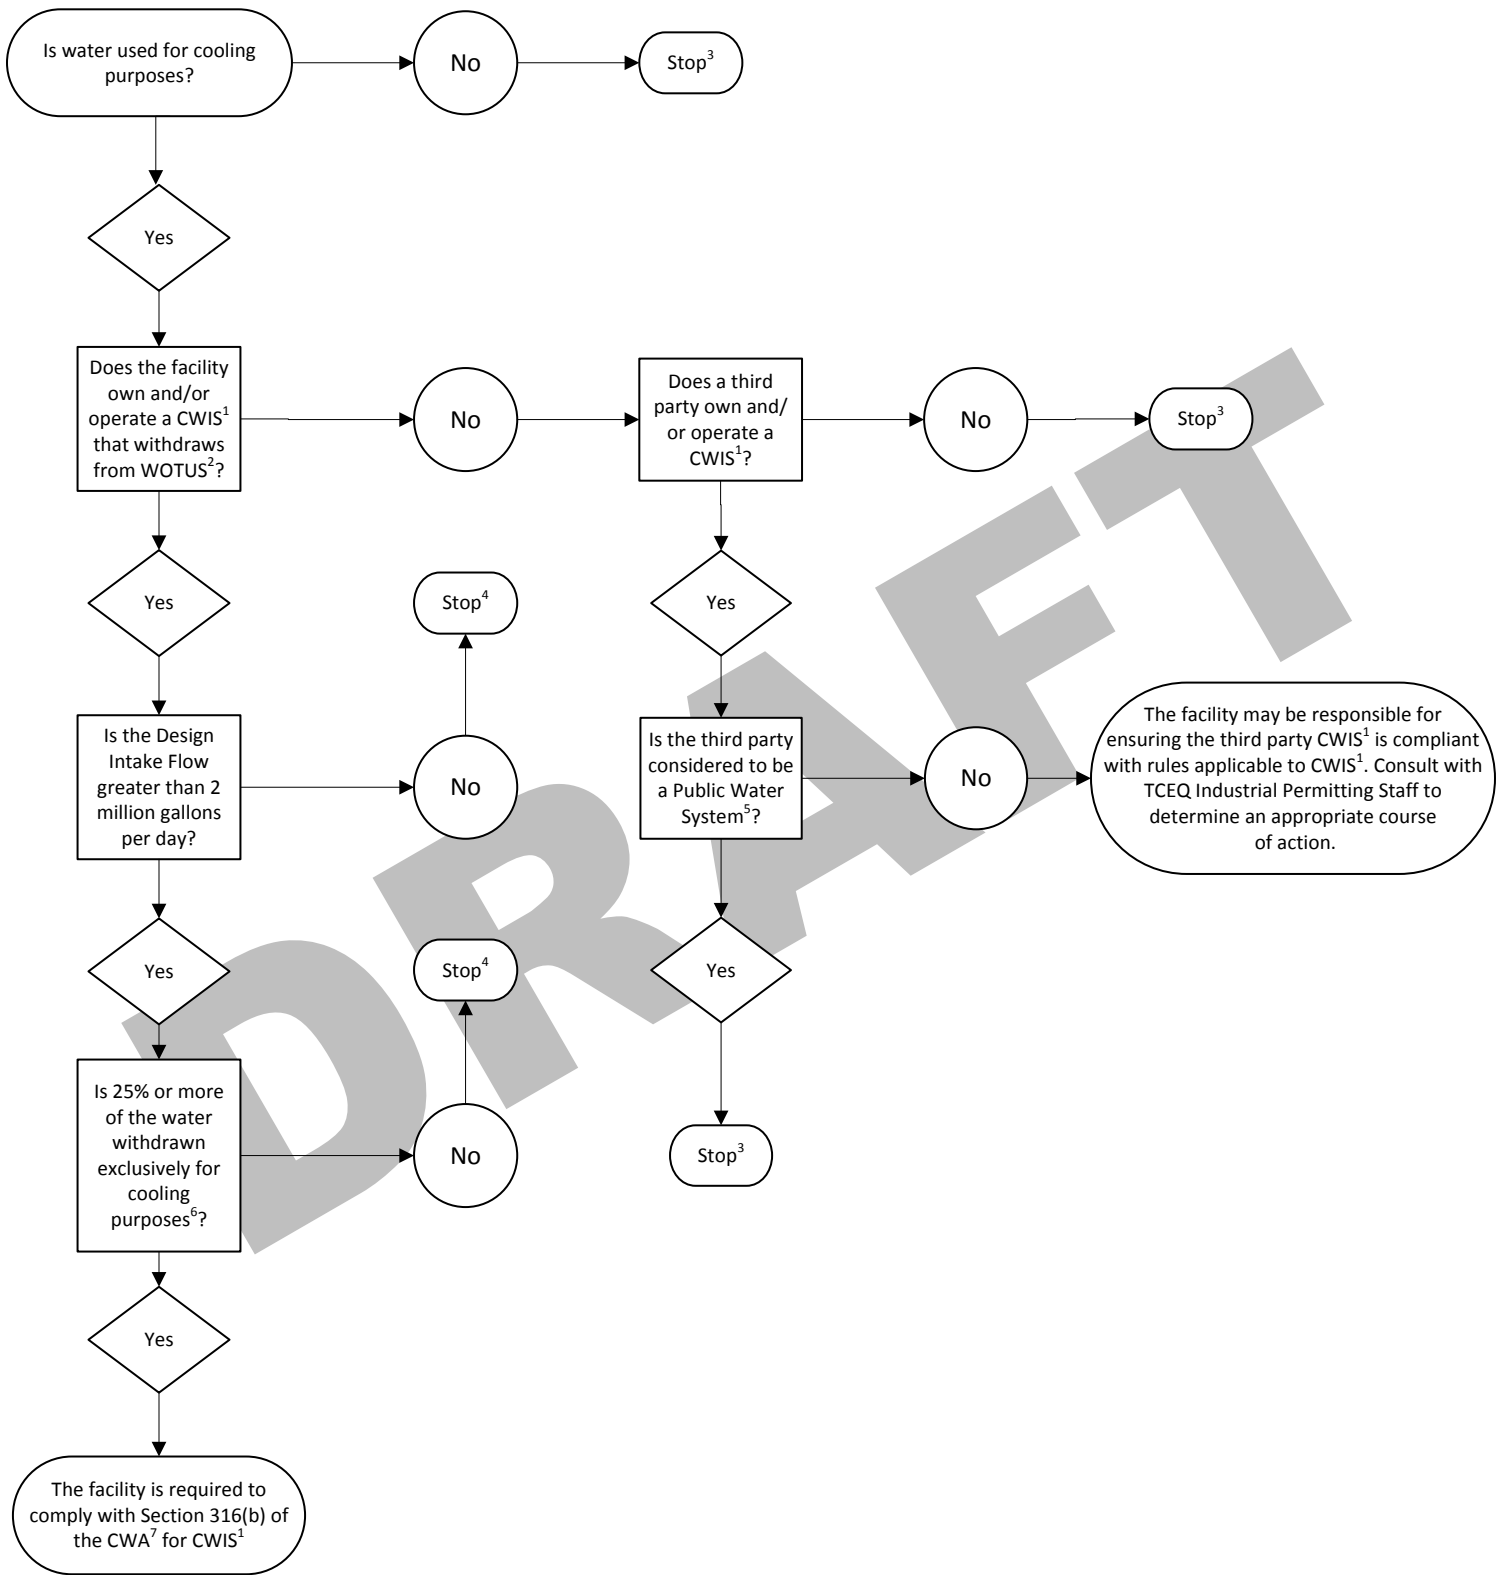 Is water used for cooling
purposes?
No
Stop³
Yes
Does the facility
own and/or
operate a CWIS¹
that withdraws
from WOTUS²?
No
Does a third
party own and/
or operate a
CWIS¹?
No
Stop³
Yes
Stop⁴
Yes
Is the Design
Intake Flow
greater than 2
million gallons
per day?
No
Is the third party
considered to be
a Public Water
System⁵?
No
The facility may be responsible for
ensuring the third party CWIS¹ is compliant
with rules applicable to CWIS¹. Consult with
TCEQ Industrial Permitting Staff to
determine an appropriate course
of action.
Yes
Stop⁴
Yes
Is 25% or more
of the water
withdrawn
exclusively for
cooling
purposes⁶?
No
Stop³
Yes
The facility is required to
comply with Section 316(b) of
the CWA⁷ for CWIS¹
DRAFT